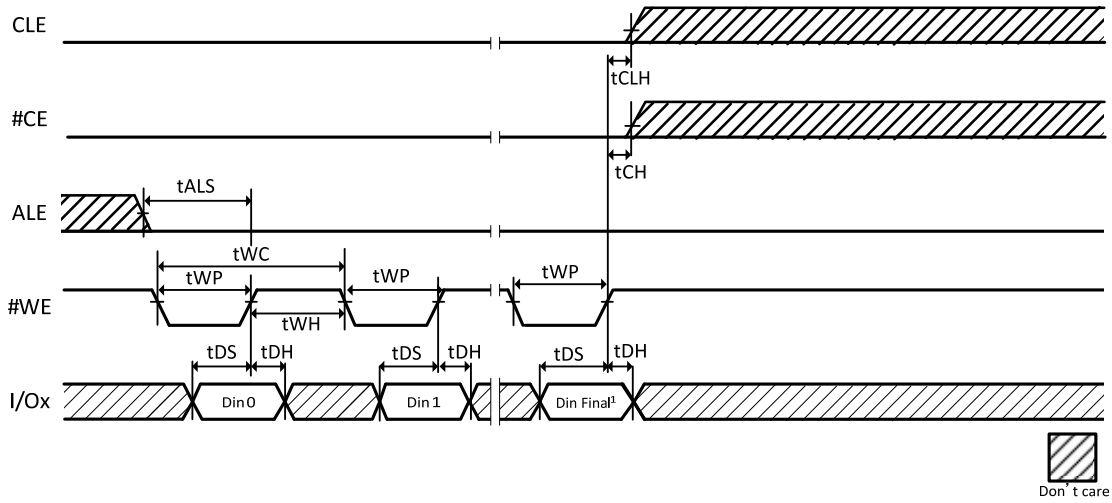 CLE
tCLH
#CE
tCH
tALS
ALE
tWC
tWP
tWP
tWP
#WE
tWH
tDS
tDH
tDS
tDH
tDS
tDH
I/Ox
Din 0
Din 1
Din Final¹
Don't care